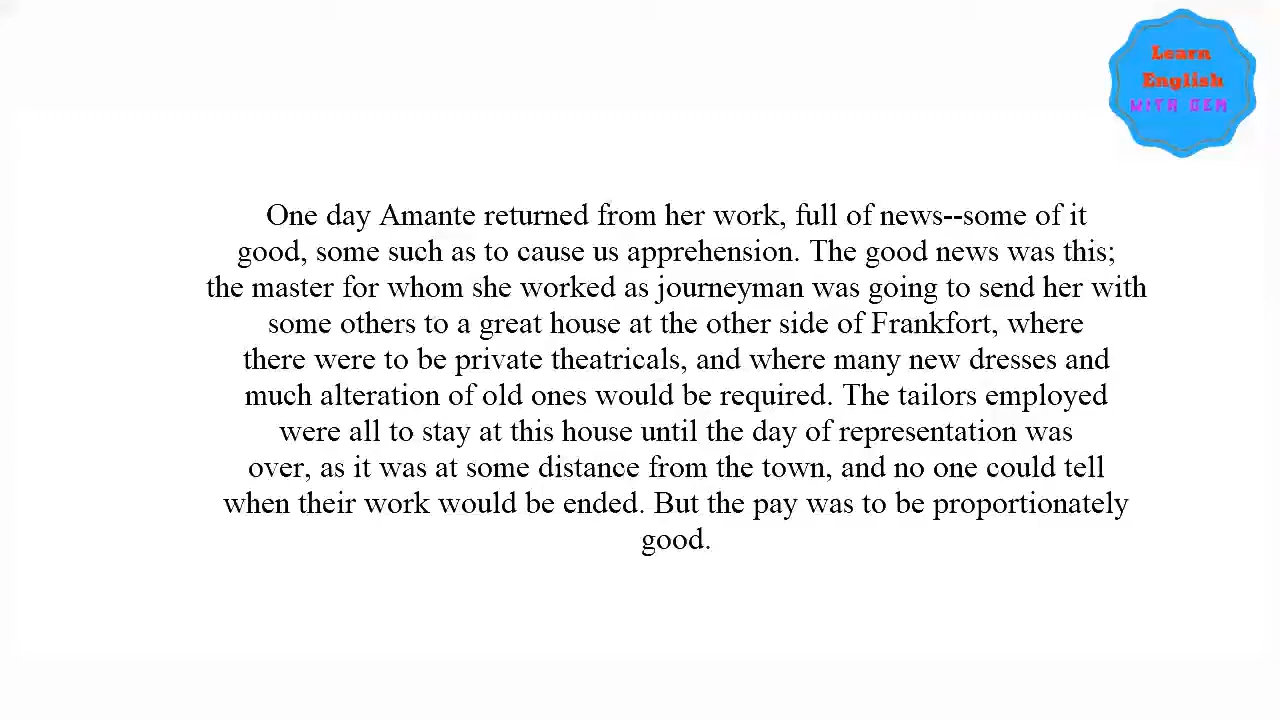 Learn
English
WITH GEM
One day Amante returned from her work, full of news--some of it
good, some such as to cause us apprehension. The good news was this;
the master for whom she worked as journeyman was going to send her with
some others to a great house at the other side of Frankfort, where
there were to be private theatricals, and where many new dresses and
much alteration of old ones would be required. The tailors employed
were all to stay at this house until the day of representation was
over, as it was at some distance from the town, and no one could tell
when their work would be ended. But the pay was to be proportionately
good.